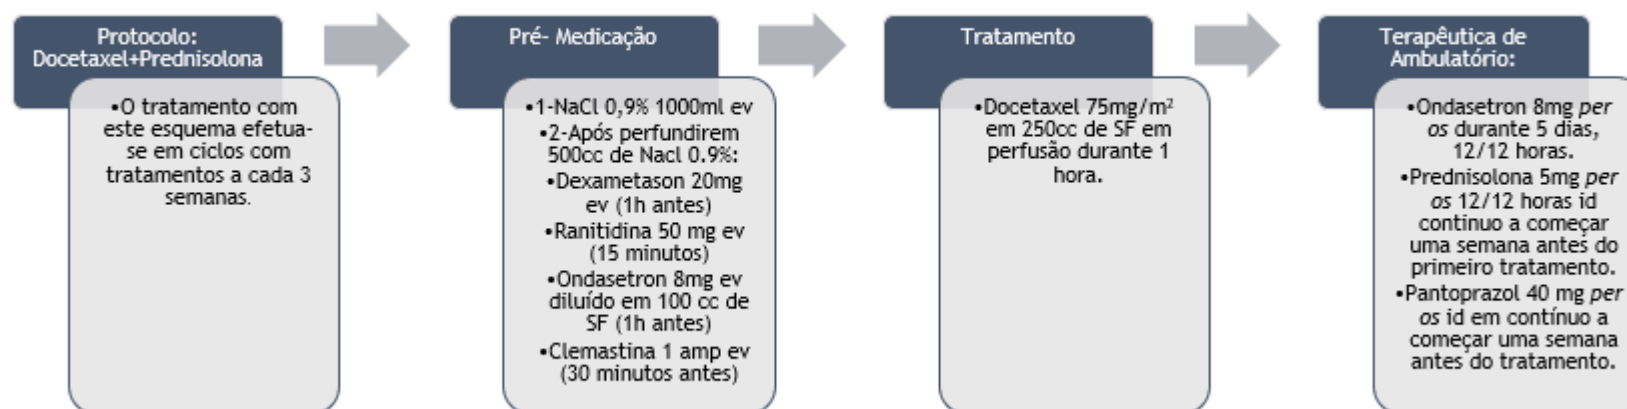 Protocolo:
Docetaxel+Prednisolona
•O tratamento com
este esquema efetua-
se em ciclos com
tratamentos a cada 3
semanas.
Pré- Medicação
•1-NaCl 0,9% 1000ml ev
•2-Após perfundirem
500cc de Nacl 0.9%:
•Dexametason 20mg
ev (1h antes)
•Ranitidina 50 mg ev
(15 minutos)
•Ondasetron 8mg ev
diluído em 100 cc de
SF (1h antes)
•Clemastina 1 amp ev
(30 minutos antes)
Tratamento
•Docetaxel 75mg/m²
em 250cc de SF em
perfusão durante 1
hora.
Terapêutica de
Ambulatório:
•Ondasetron 8mg per
os durante 5 dias,
12/12 horas.
•Prednisolona 5mg per
os 12/12 horas id
continuo a começar
uma semana antes do
primeiro tratamento.
•Pantoprazol 40 mg per
os id em contínuo a
começar uma semana
antes do tratamento.